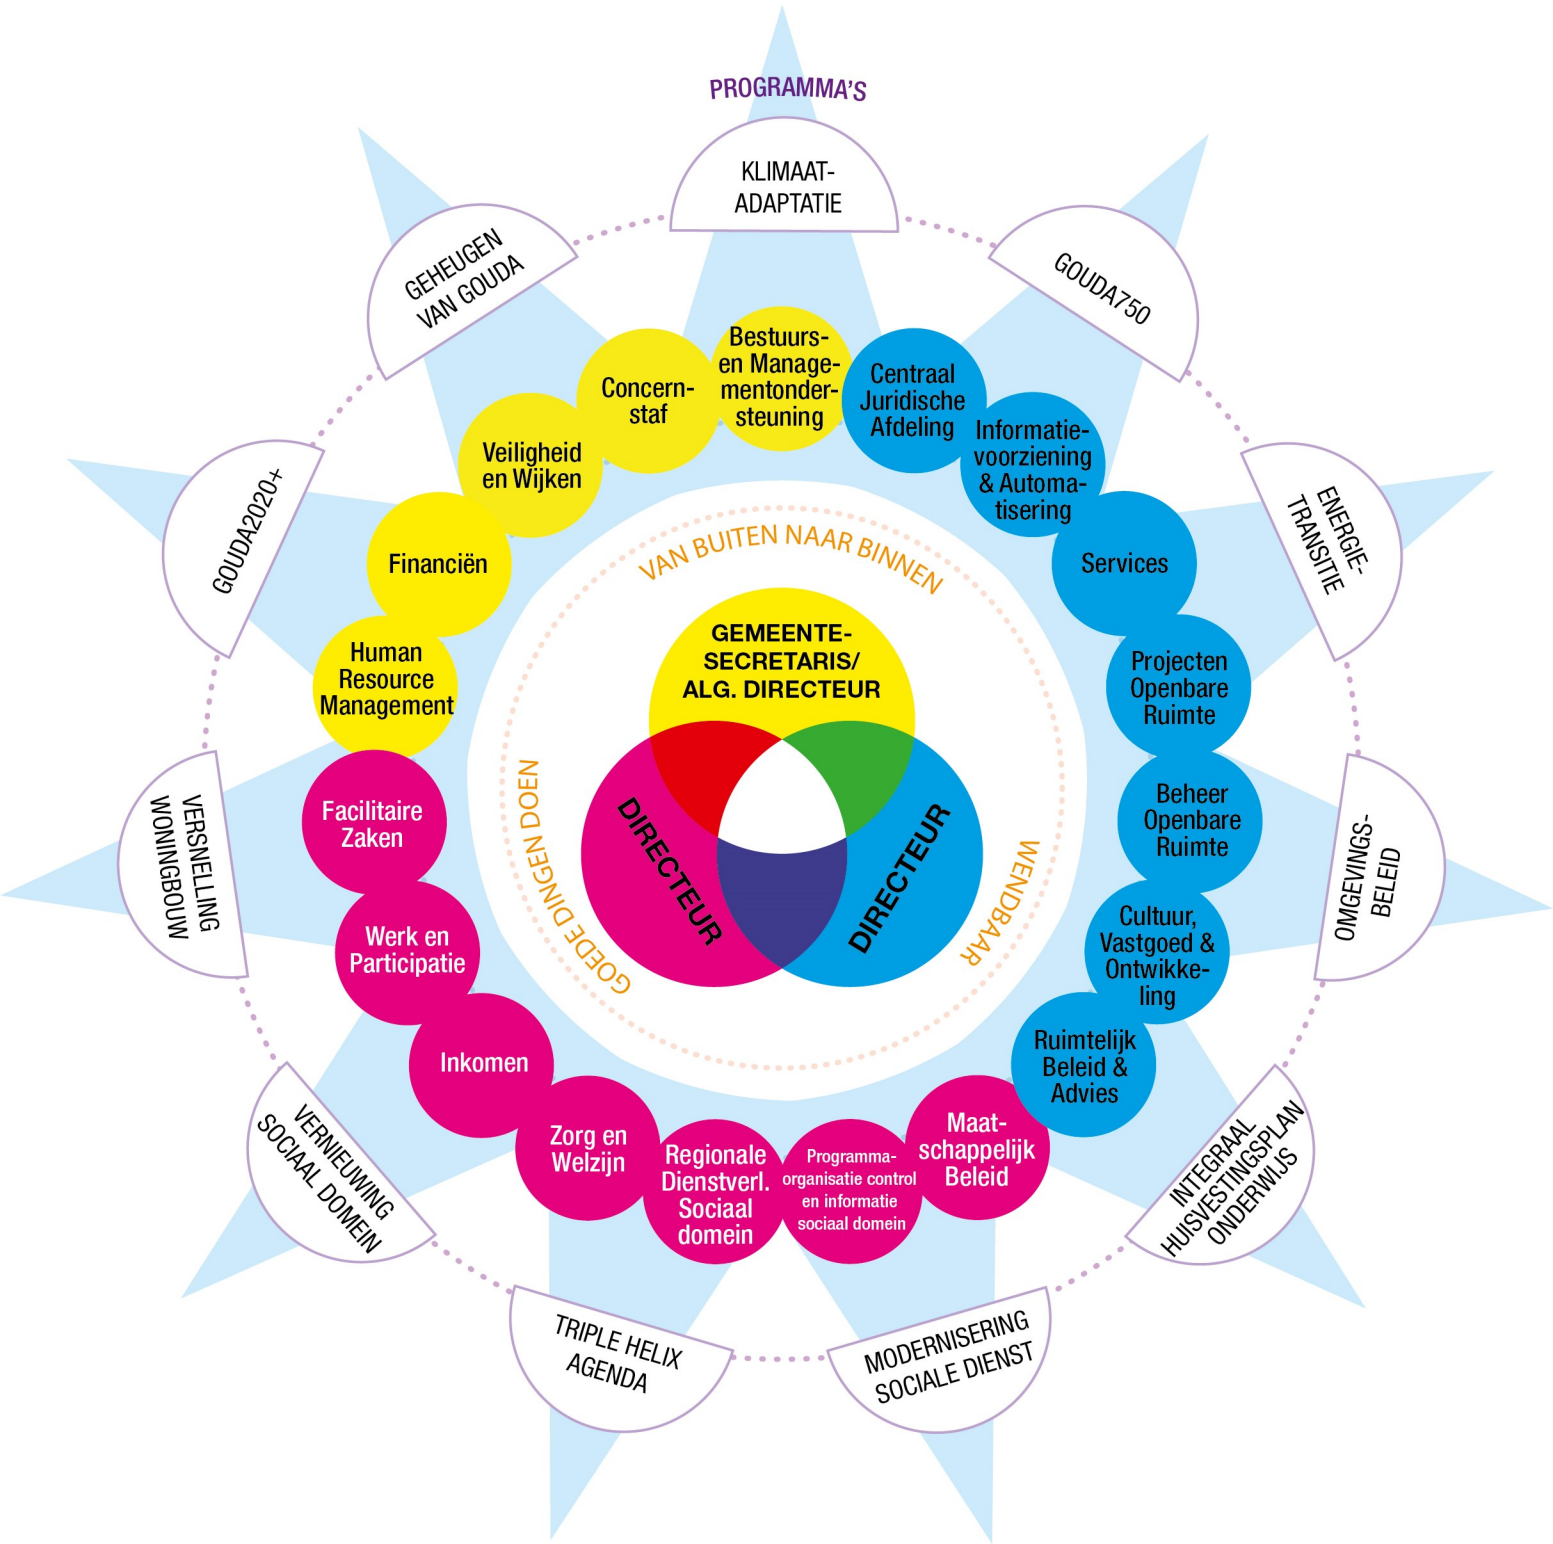 PROGRAMMA'S
KLIMAAT-
ADAPTATIE
GOUDA750
ENERGIE-
TRANSITIE
OMGEVINGS-
BELEID
INTEGRAAL
HUISVESTINGSPLAN
ONDERWIJS
MODERNISERING
SOCIALE DIENST
TRIPLE HELIX
AGENDA
VERNIEUWING
SOCIAAL DOMEIN
VERSNELLING
WONINGBOUW
GOUDA2020+
GEHEUGEN
VAN GOUDA
Bestuurs-
en Manage-
mentonder-
steuning
Centraal
Juridische
Afdeling
Informatie-
voorziening
& Automa-
tisering
Services
Projecten
Openbare
Ruimte
Beheer
Openbare
Ruimte
Cultuur,
Vastgoed &
Ontwikke-
ling
Ruimtelijk
Beleid &
Advies
Maat-
schappelijk
Beleid
Programma-
organisatie control
en informatie
sociaal domein
Regionale
Dienstverl.
Sociaal
domein
Zorg en
Welzijn
Inkomen
Werk en
Participatie
Facilitaire
Zaken
Human
Resource
Management
Financiën
Veiligheid
en Wijken
Concern-
staf
VAN BUITEN NAAR BINNEN
WENDBAAR
GOEDE DINGEN DOEN
GEMEENTE-
SECRETARIS/
ALG. DIRECTEUR
DIRECTEUR
DIRECTEUR